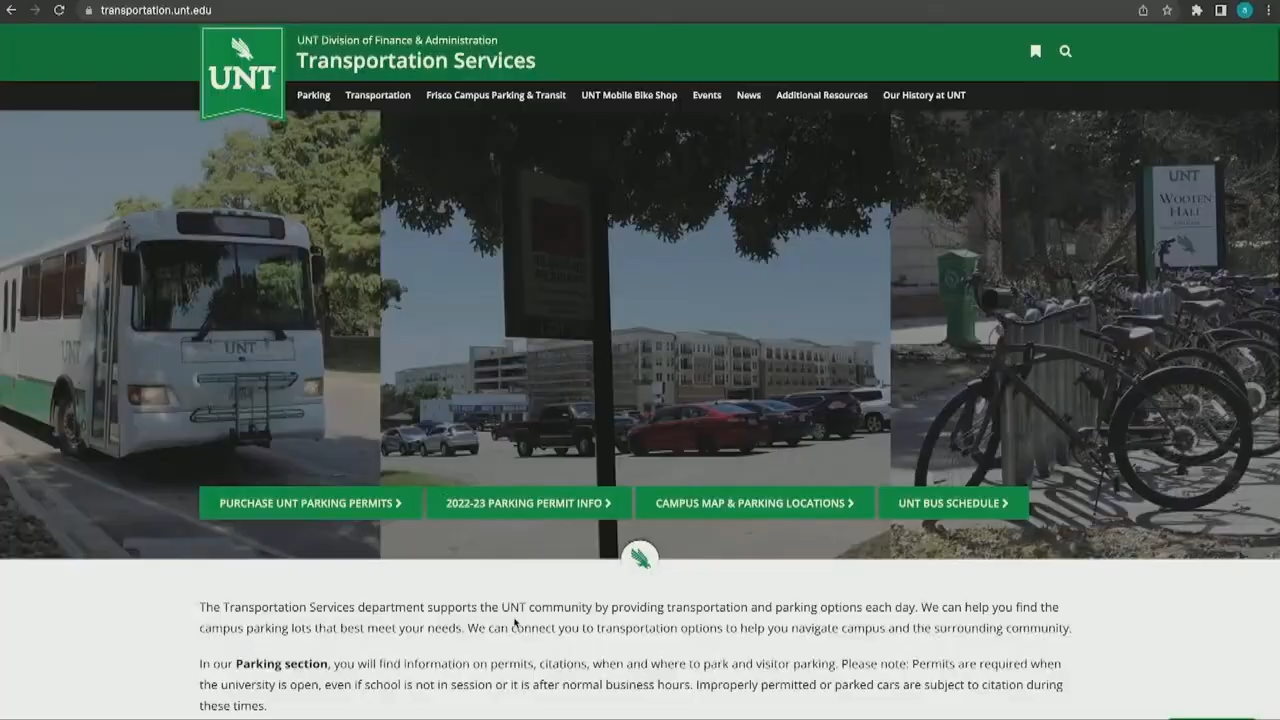 transportation.unt.edu
a
UNT Division of Finance & Administration
Transportation Services
UNT
Parking
Transportation
Frisco Campus Parking & Transit
UNT Mobile Bike Shop
Events
News
Additional Resources
Our History at UNT
UNT
WOOTEN
HALL
UNT
UNT
PURCHASE UNT PARKING PERMITS
2022-23 PARKING PERMIT INFO
CAMPUS MAP & PARKING LOCATIONS
UNT BUS SCHEDULE
The Transportation Services department supports the UNT community by providing transportation and parking options each day. We can help you find the
campus parking lots that best meet your needs. We can connect you to transportation options to help you navigate campus and the surrounding community.
In our Parking section, you will find information on permits, citations, when and where to park and visitor parking. Please note: Permits are required when
the university is open, even if school is not in session or it is after normal business hours. Improperly permitted or parked cars are subject to citation during
these times.